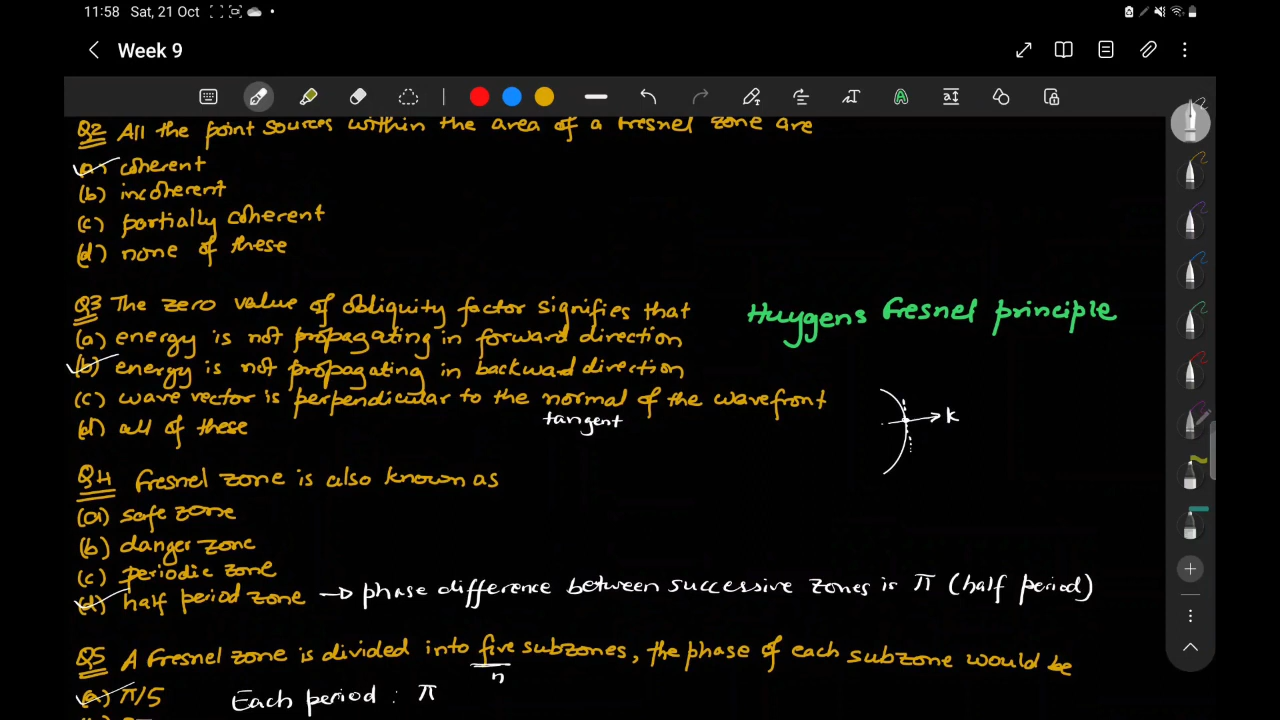 11:58 Sat, 21 Oct
Week 9
Q2 All the point sources within the area of a fresnel zone are
(a) coherent
(b) incoherent
(c) partially coherent
(d) none of these
Q3 The zero value of obliquity factor signifies that
Huygens fresnel principle
(a) energy is not propagating in forward direction
(b) energy is not propagating in backward direction
(c) wave vector is perpendicular to the normal of the wavefront
tangent
k
(d) all of these
Q4 fresnel zone is also known as
(a) safe zone
(b) danger zone
(c) periodic zone
(d) half period zone → phase difference between successive zones is π (half period)
Q5 A fresnel zone is divided into five subzones, the phase of each subzone would be
n
(a) π/5
Each period : π